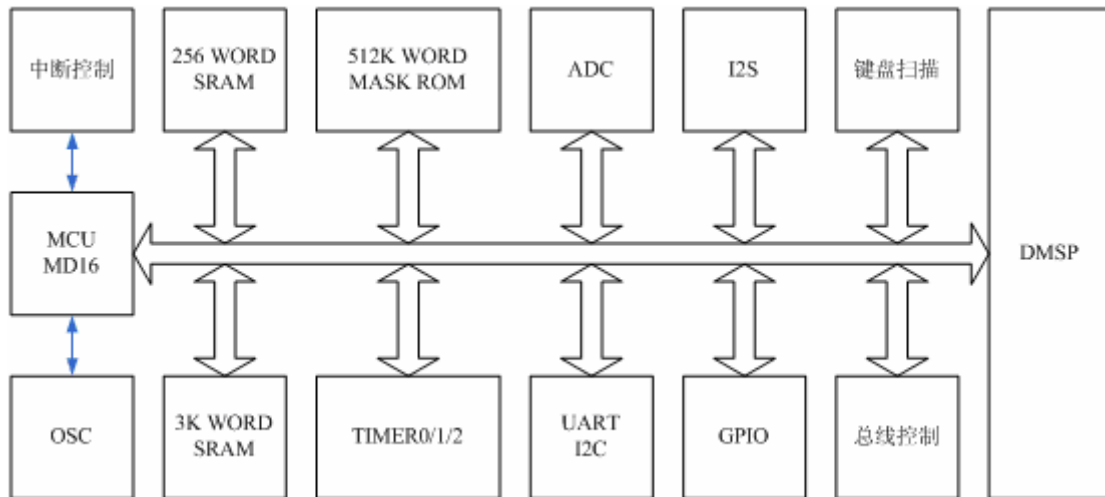 中断控制
256 WORD
SRAM
512K WORD
MASK ROM
ADC
I2S
键盘扫描
MCU
MD16
DMSP
OSC
3K WORD
SRAM
TIMER0/1/2
UART
I2C
GPIO
总线控制